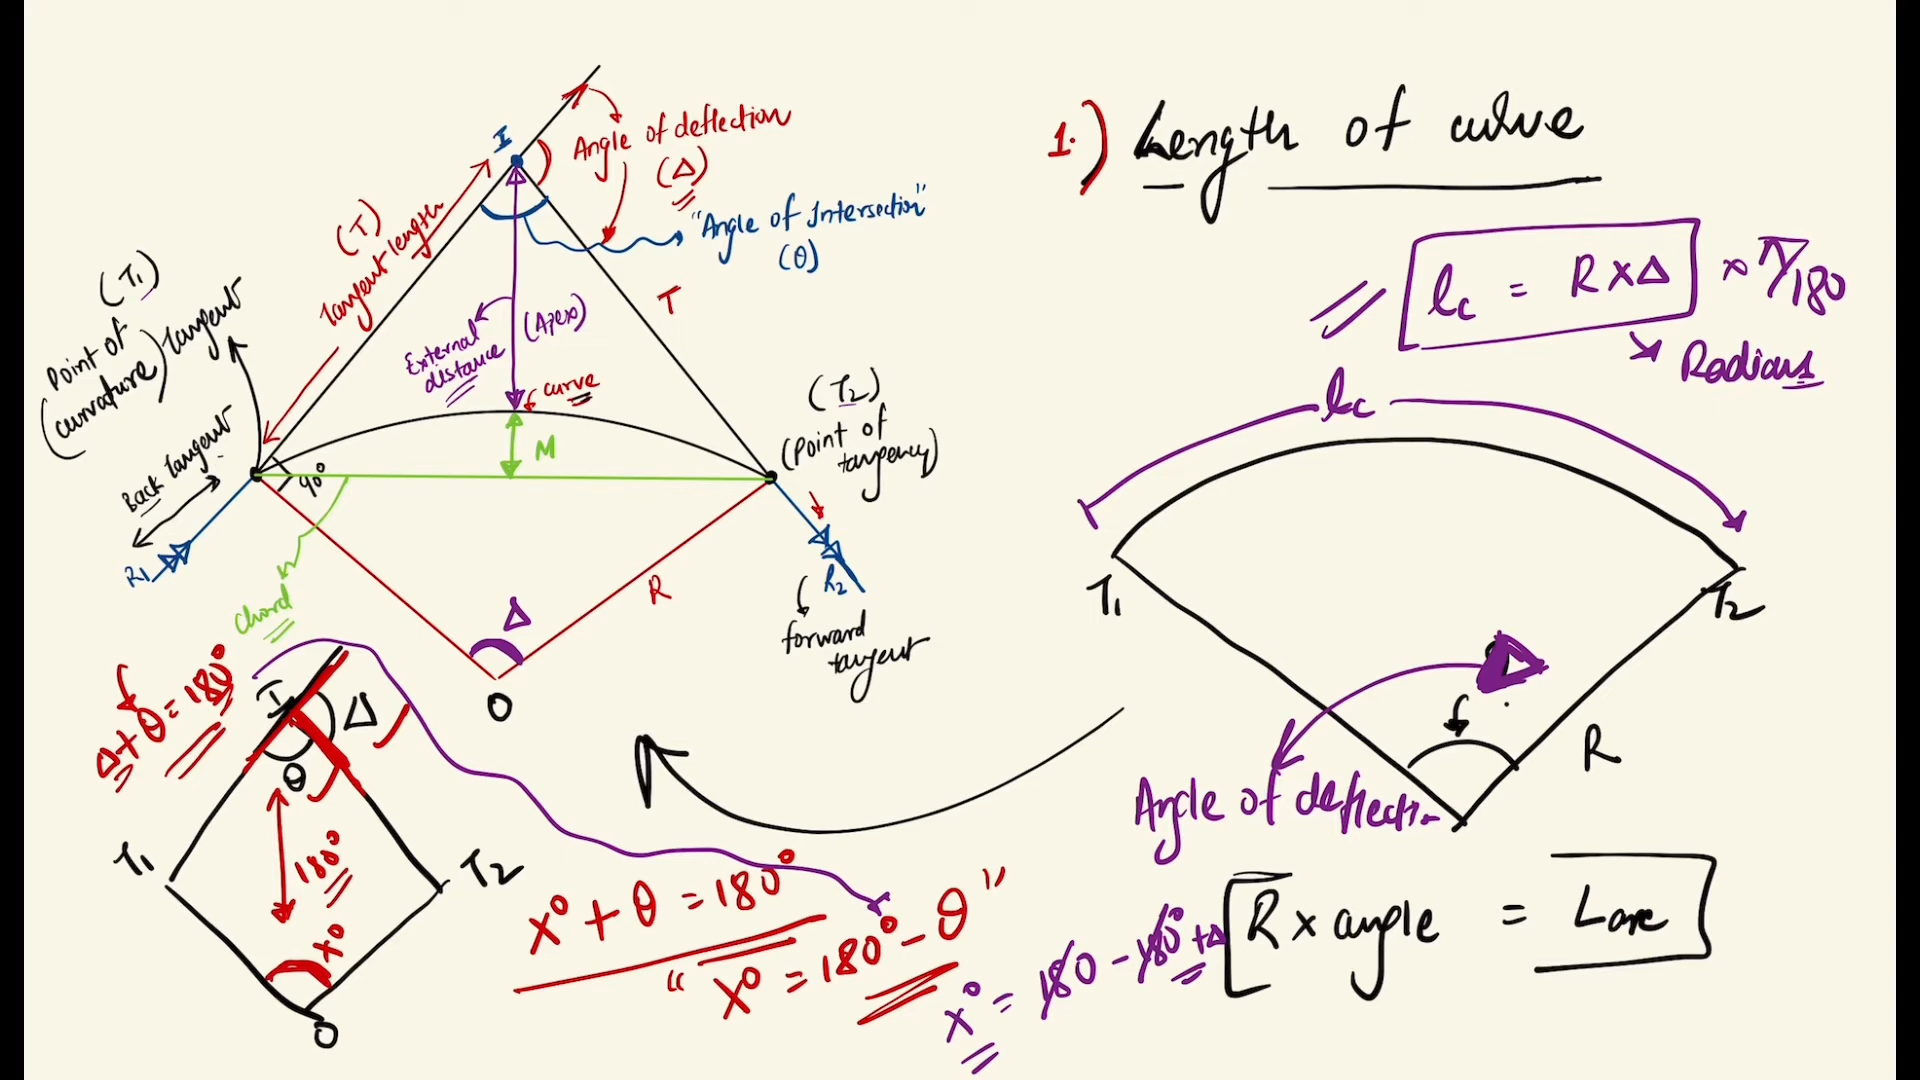 I
Angle of deflection
(Δ)
"Angle of Intersection"
(θ)
(T)
Tangent length
T
(T₁)
Point of
(curvature) Tangent
Back tangent
External
distance
(Apex)
curve
M
90°
(T₂)
(Point of
tangency)
R1
R₂
forward
tangent
chord
Δ
R
O
1.) Length of curve
lc = R×Δ × π/180
Radians
lc
T₁
T₂
Δ
R
Angle of deflection
R × angle = Larc
Δ+θ=180°
I
Δ
θ
T₁
T₂
180°
x°
O
x°+θ=180°
"x°=180°-θ"
x°=180-180°+Δ